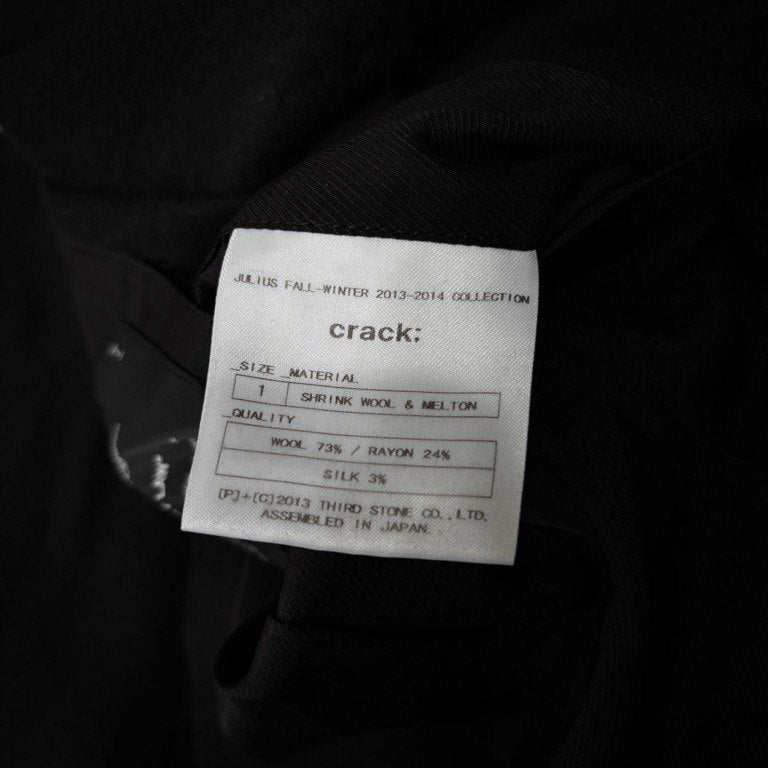 JULIUS FALL-WINTER 2013-2014 COLLECTION
crack;
_SIZE _MATERIAL
1 SHRINK WOOL & MELTON
_QUALITY
WOOL 73% / RAYON 24%
SILK 3%
[P]+[C]2013 THIRD STONE CO.,LTD.
ASSEMBLED IN JAPAN.